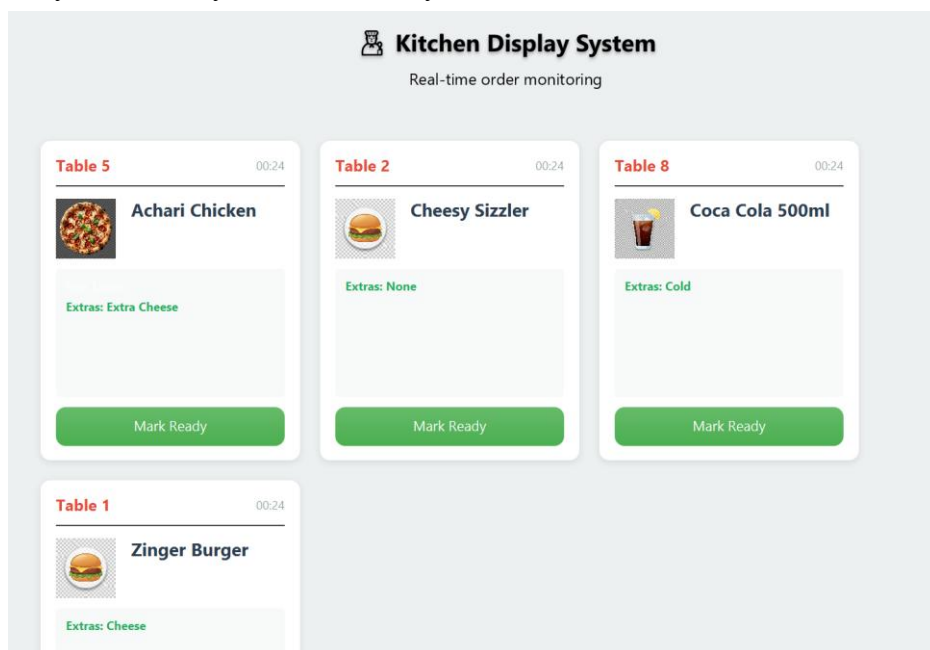 Kitchen Display System
Real-time order monitoring
Table 5 00:24
Achari Chicken
Extras: Extra Cheese
Mark Ready
Table 2 00:24
Cheesy Sizzler
Extras: None
Mark Ready
Table 8 00:24
Coca Cola 500ml
Extras: Cold
Mark Ready
Table 1 00:24
Zinger Burger
Extras: Cheese